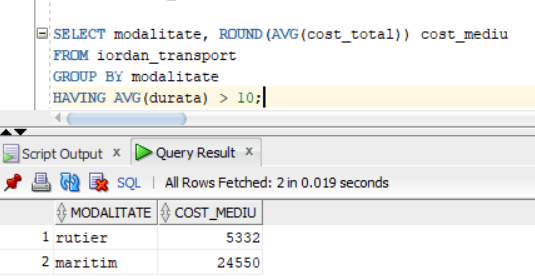 SELECT modalitate, ROUND(AVG(cost_total)) cost_mediu
FROM iordan_transport
GROUP BY modalitate
HAVING AVG(durata) > 10;
Script Output x Query Result x
SQL | All Rows Fetched: 2 in 0.019 seconds
MODALITATE COST_MEDIU
1 rutier 5332
2 maritim 24550